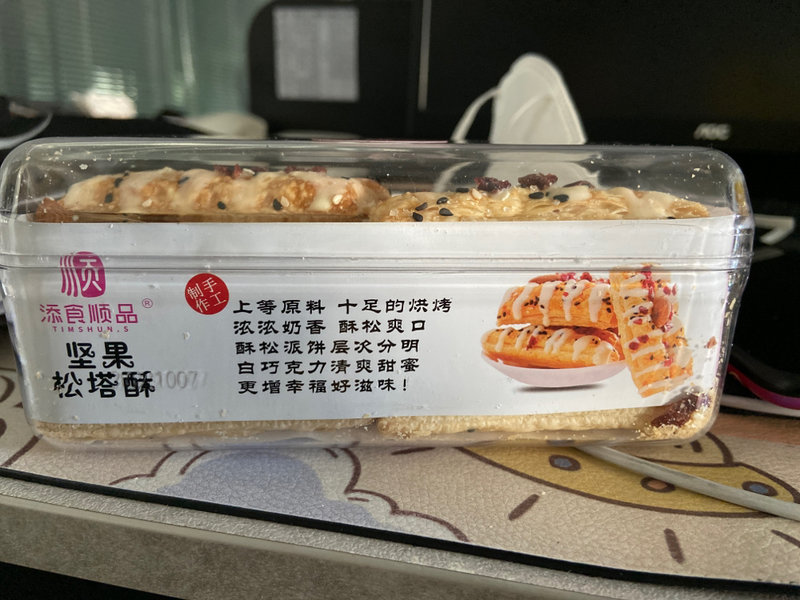 顺
添食顺品®
TIMSHUN.S
坚果
松塔酥
手工
制作
上等原料 十足的烘烤
浓浓奶香 酥松爽口
酥松派饼层次分明
白巧克力清爽甜蜜
更增幸福好滋味！
AOC